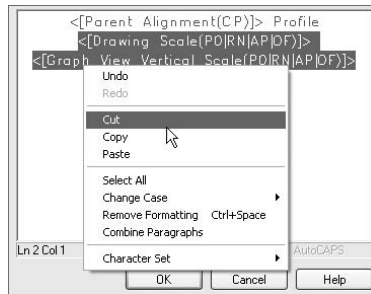 <[Parent Alignment(CP)]> Profile
<[Drawing Scale(P0|RN|AP|OF)]>
<[Graph View Vertical Scale(P0|RN|AP|OF)]>
Undo
Redo
Cut
Copy
Paste
Select All
Change Case
Remove Formatting Ctrl+Space
Combine Paragraphs
Ln 2 Col 1
AutoCAPS
Character Set
OK Cancel Help